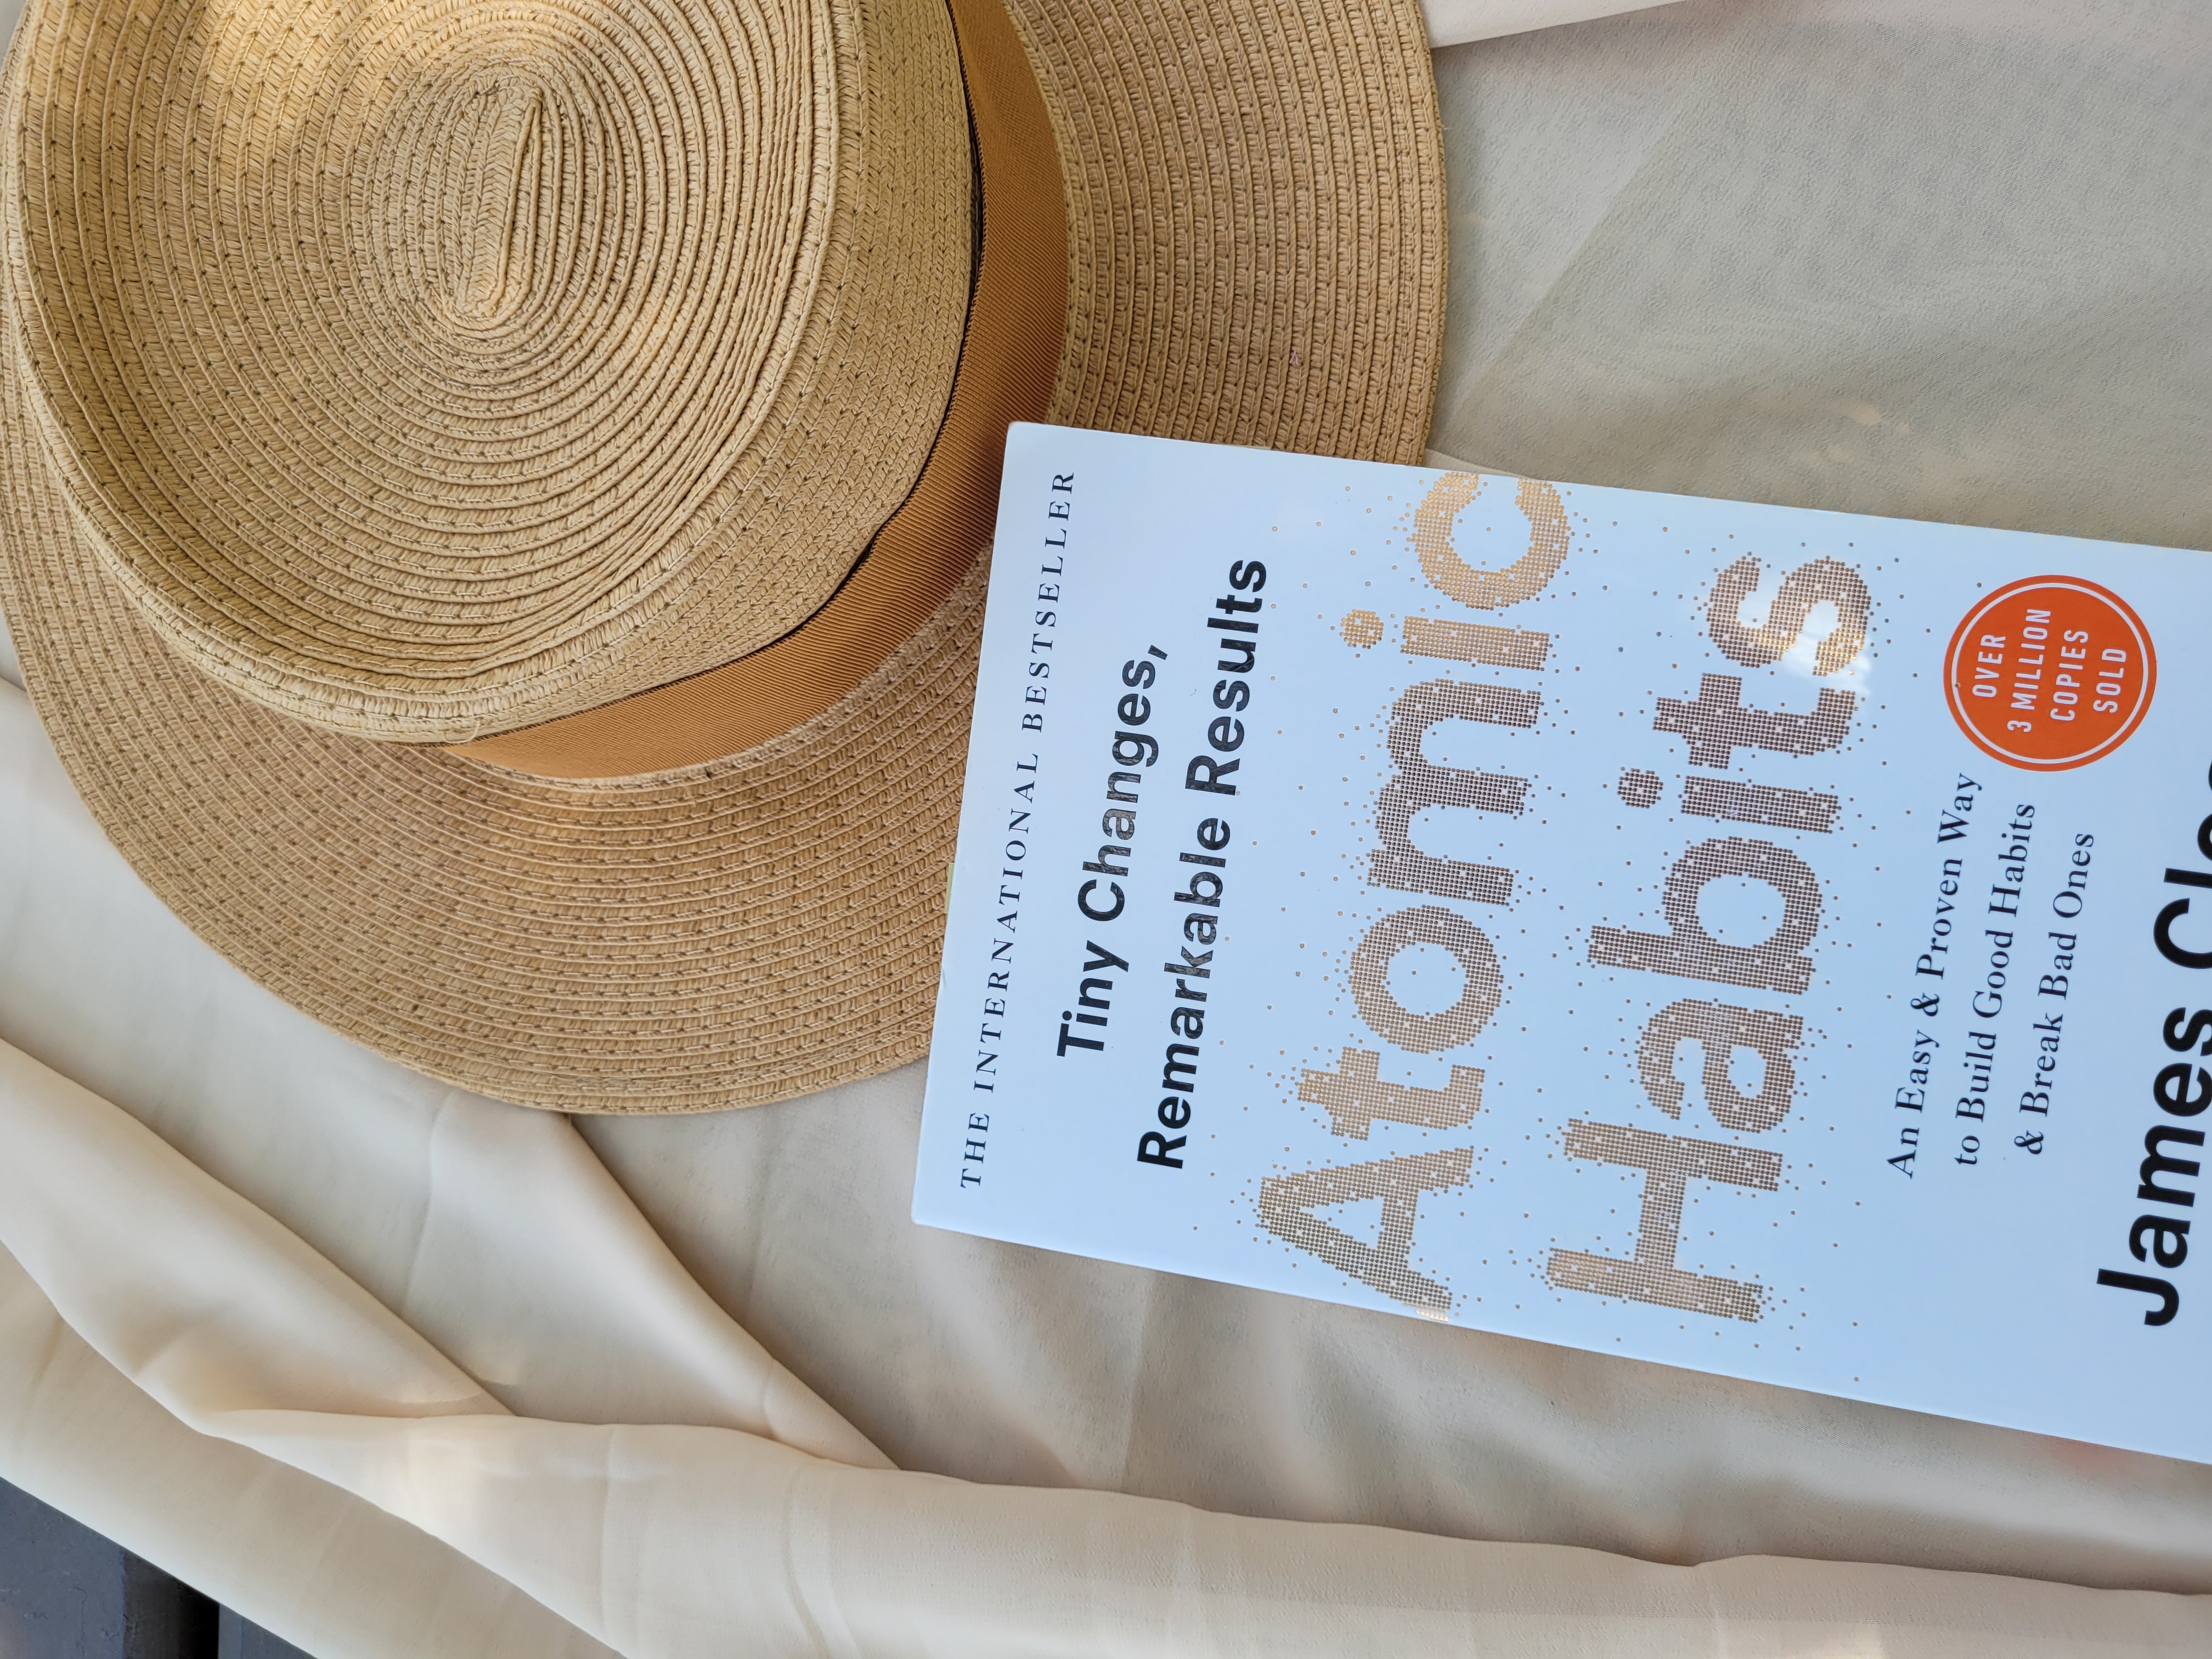 THE INTERNATIONAL BESTSELLER
Tiny Changes,
Remarkable Results
Atomic
Habits
An Easy & Proven Way
to Build Good Habits
& Break Bad Ones
OVER
3 MILLION
COPIES
SOLD
James